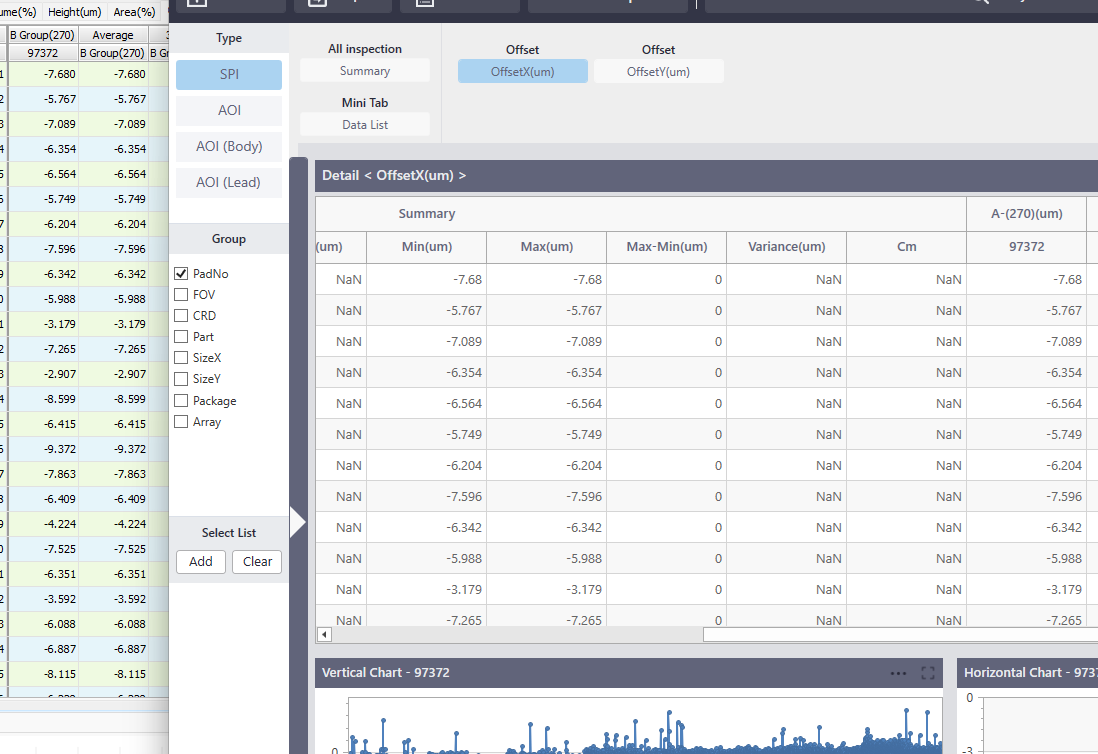 ume(%) Height(um) Area(%)
B Group(270) Average
97372 B Group(270) B Gr
-7.680 -7.680
-5.767 -5.767
-7.089 -7.089
-6.354 -6.354
-6.564 -6.564
-5.749 -5.749
-6.204 -6.204
-7.596 -7.596
-6.342 -6.342
-5.988 -5.988
-3.179 -3.179
-7.265 -7.265
-2.907 -2.907
-8.599 -8.599
-6.415 -6.415
-9.372 -9.372
-7.863 -7.863
-6.409 -6.409
-4.224 -4.224
-7.525 -7.525
-6.351 -6.351
-3.592 -3.592
-6.088 -6.088
-6.887 -6.887
-8.115 -8.115
Type
SPI
AOI
AOI (Body)
AOI (Lead)
Group
PadNo
FOV
CRD
Part
SizeX
SizeY
Package
Array
Select List
Add Clear
All inspection
Summary
Mini Tab
Data List
Offset Offset
OffsetX(um) OffsetY(um)
Detail < OffsetX(um) >
Summary A-(270)(um)
(um) Min(um) Max(um) Max-Min(um) Variance(um) Cm 97372
NaN -7.68 -7.68 0 NaN NaN -7.68
NaN -5.767 -5.767 0 NaN NaN -5.767
NaN -7.089 -7.089 0 NaN NaN -7.089
NaN -6.354 -6.354 0 NaN NaN -6.354
NaN -6.564 -6.564 0 NaN NaN -6.564
NaN -5.749 -5.749 0 NaN NaN -5.749
NaN -6.204 -6.204 0 NaN NaN -6.204
NaN -7.596 -7.596 0 NaN NaN -7.596
NaN -6.342 -6.342 0 NaN NaN -6.342
NaN -5.988 -5.988 0 NaN NaN -5.988
NaN -3.179 -3.179 0 NaN NaN -3.179
NaN -7.265 -7.265 0 NaN NaN -7.265
Vertical Chart - 97372
0
Horizontal Chart - 9737
0
-3